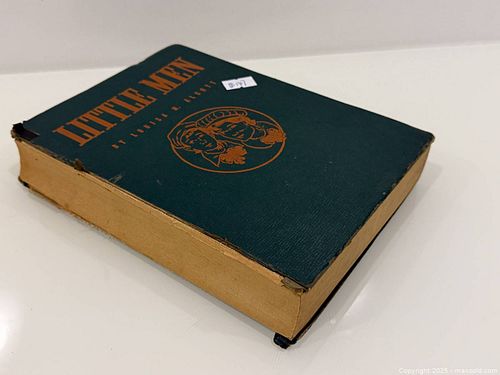 LITTLE MEN
BY LOUISA M. ALCOTT
Copyright 2025 - maxsold.com